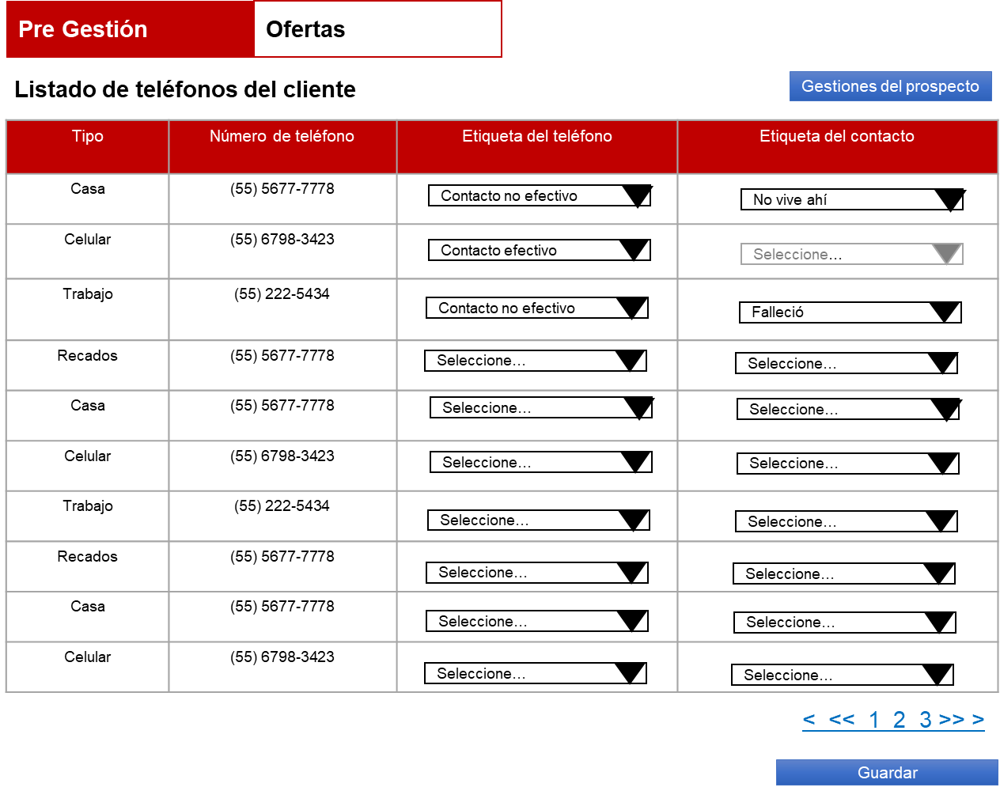 Pre Gestión Ofertas
Listado de teléfonos del cliente Gestiones del prospecto
Tipo Número de teléfono Etiqueta del teléfono Etiqueta del contacto
Casa (55) 5677-7778 Contacto no efectivo No vive ahí
Celular (55) 6798-3423 Contacto efectivo Seleccione...
Trabajo (55) 222-5434 Contacto no efectivo Falleció
Recados (55) 5677-7778 Seleccione... Seleccione...
Casa (55) 5677-7778 Seleccione... Seleccione...
Celular (55) 6798-3423 Seleccione... Seleccione...
Trabajo (55) 222-5434 Seleccione... Seleccione...
Recados (55) 5677-7778 Seleccione... Seleccione...
Casa (55) 5677-7778 Seleccione... Seleccione...
Celular (55) 6798-3423 Seleccione... Seleccione...
< << 1 2 3 >> >
Guardar